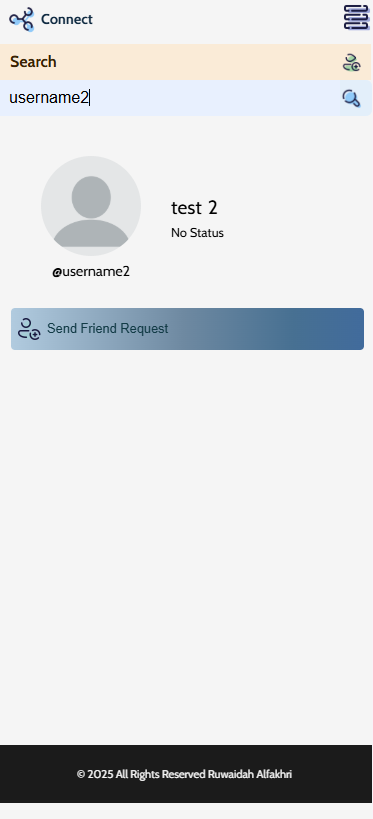 Connect
Search
username2
test 2
No Status
@username2
Send Friend Request
© 2025 All Rights Reserved Ruwaidah Alfakhri